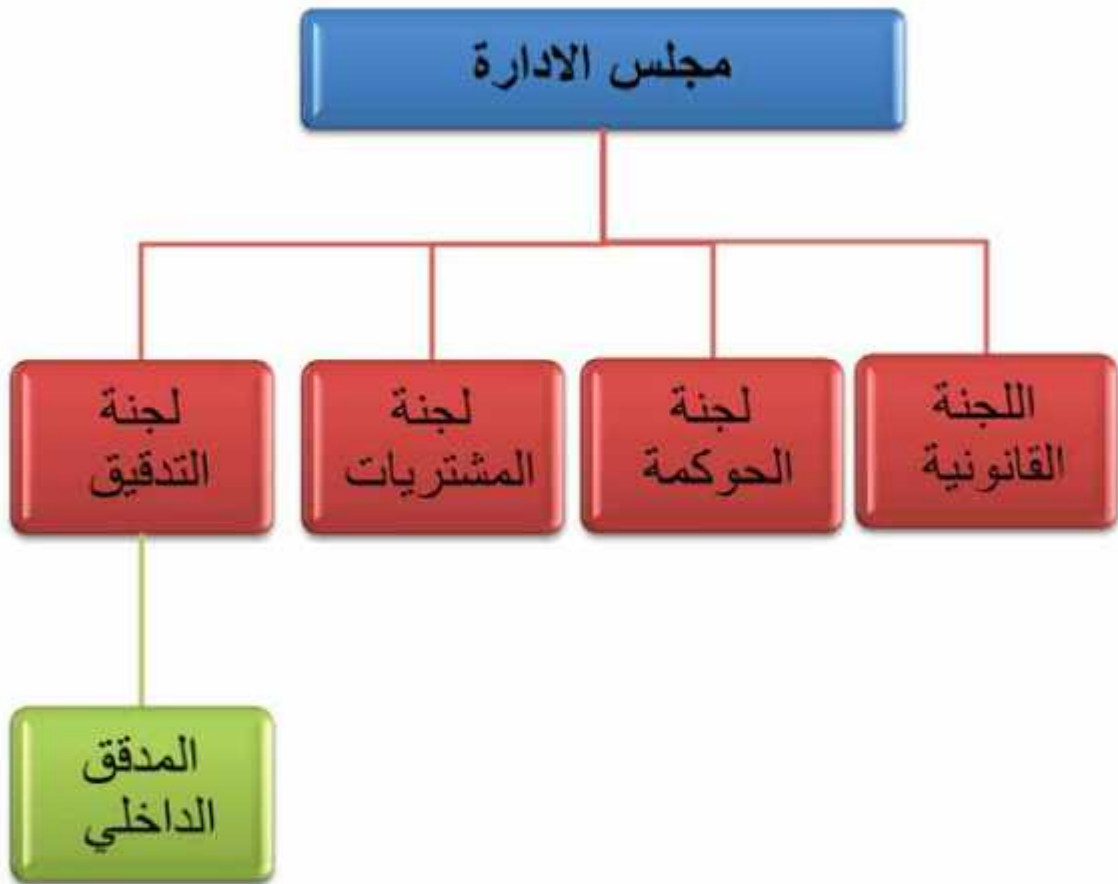 مجلس الادارة
اللجنة
القانونية
لجنة
الحوكمة
لجنة
المشتريات
لجنة
التدقيق
المدقق
الداخلي